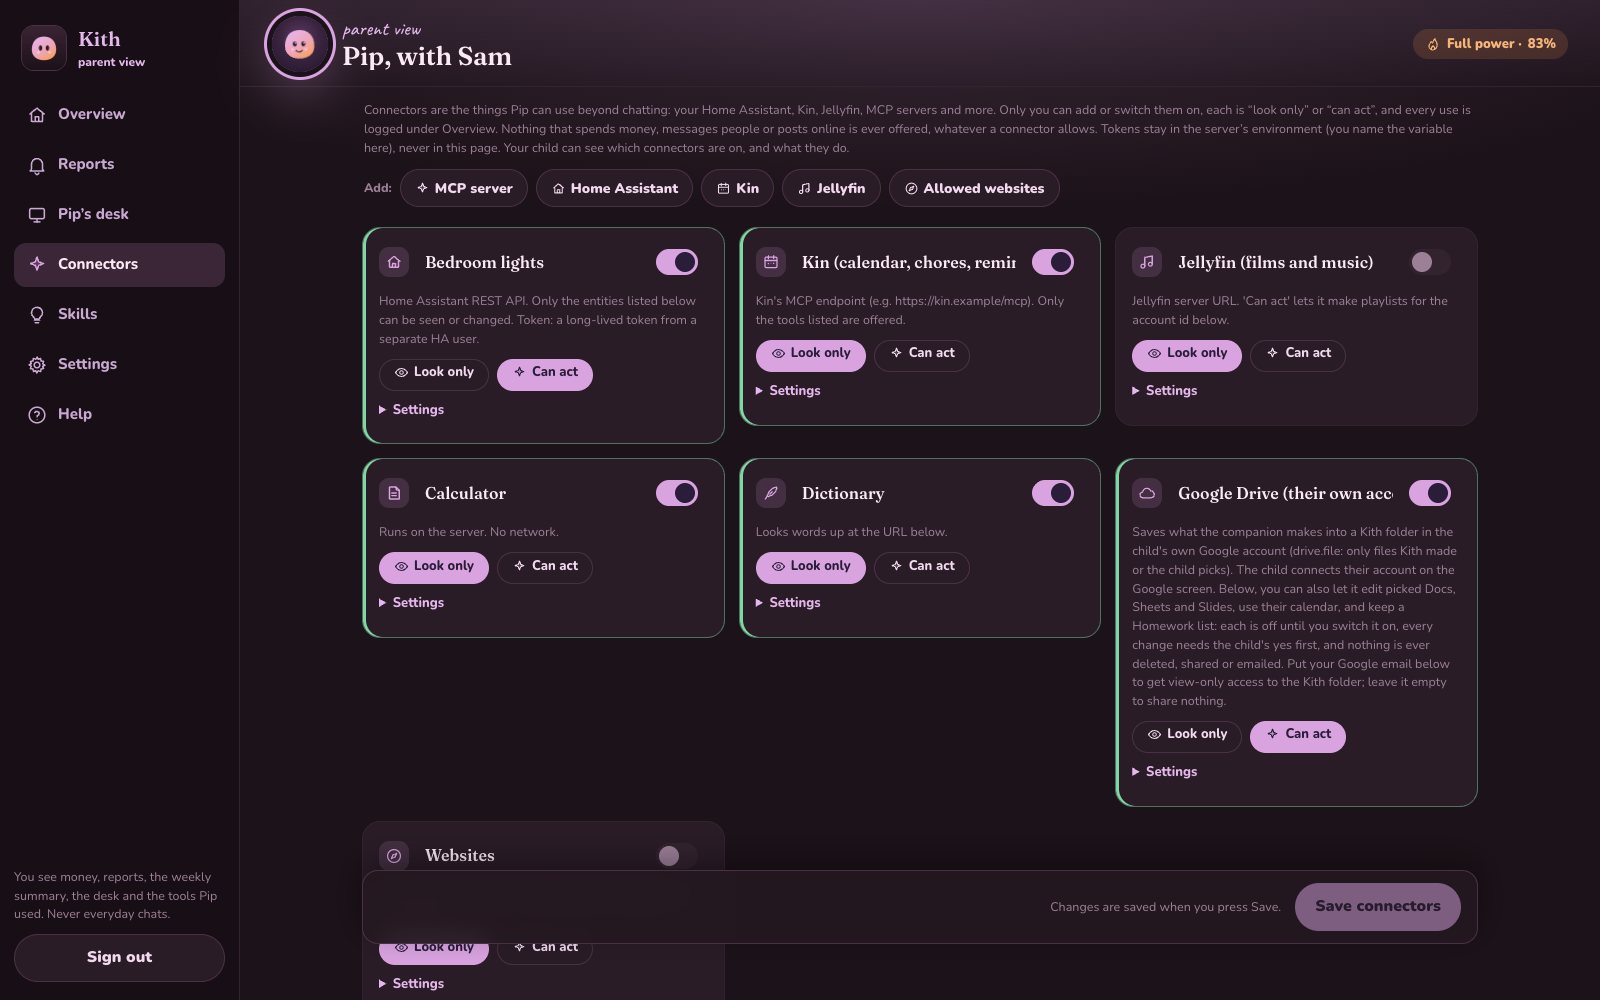 Kith
parent view
Overview
Reports
Pip's desk
Connectors
Skills
Settings
Help
You see money, reports, the weekly
summary, the desk and the tools Pip
used. Never everyday chats.
Sign out
parent view
Pip, with Sam
Full power · 83%
Connectors are the things Pip can use beyond chatting: your Home Assistant, Kin, Jellyfin, MCP servers and more. Only you can add or switch them on, each is “look only” or “can act”, and every use is
logged under Overview. Nothing that spends money, messages people or posts online is ever offered, whatever a connector allows. Tokens stay in the server's environment (you name the variable
here), never in this page. Your child can see which connectors are on, and what they do.
Add:
MCP server
Home Assistant
Kin
Jellyfin
Allowed websites
Bedroom lights
Home Assistant REST API. Only the entities listed below
can be seen or changed. Token: a long-lived token from a
separate HA user.
Look only
Can act
Settings
Kin (calendar, chores, remin
Kin's MCP endpoint (e.g. https://kin.example/mcp). Only
the tools listed are offered.
Look only
Can act
Settings
Jellyfin (films and music)
Jellyfin server URL. 'Can act' lets it make playlists for the
account id below.
Look only
Can act
Settings
Calculator
Runs on the server. No network.
Look only
Can act
Settings
Dictionary
Looks words up at the URL below.
Look only
Can act
Settings
Google Drive (their own acc
Saves what the companion makes into a Kith folder in the
child's own Google account (drive.file: only files Kith made
or the child picks). The child connects their account on the
Google screen. Below, you can also let it edit picked Docs,
Sheets and Slides, use their calendar, and keep a
Homework list: each is off until you switch it on, every
change needs the child's yes first, and nothing is ever
deleted, shared or emailed. Put your Google email below
to get view-only access to the Kith folder; leave it empty
to share nothing.
Look only
Can act
Settings
Websites
Changes are saved when you press Save.
Save connectors
Look only
Can act
Settings